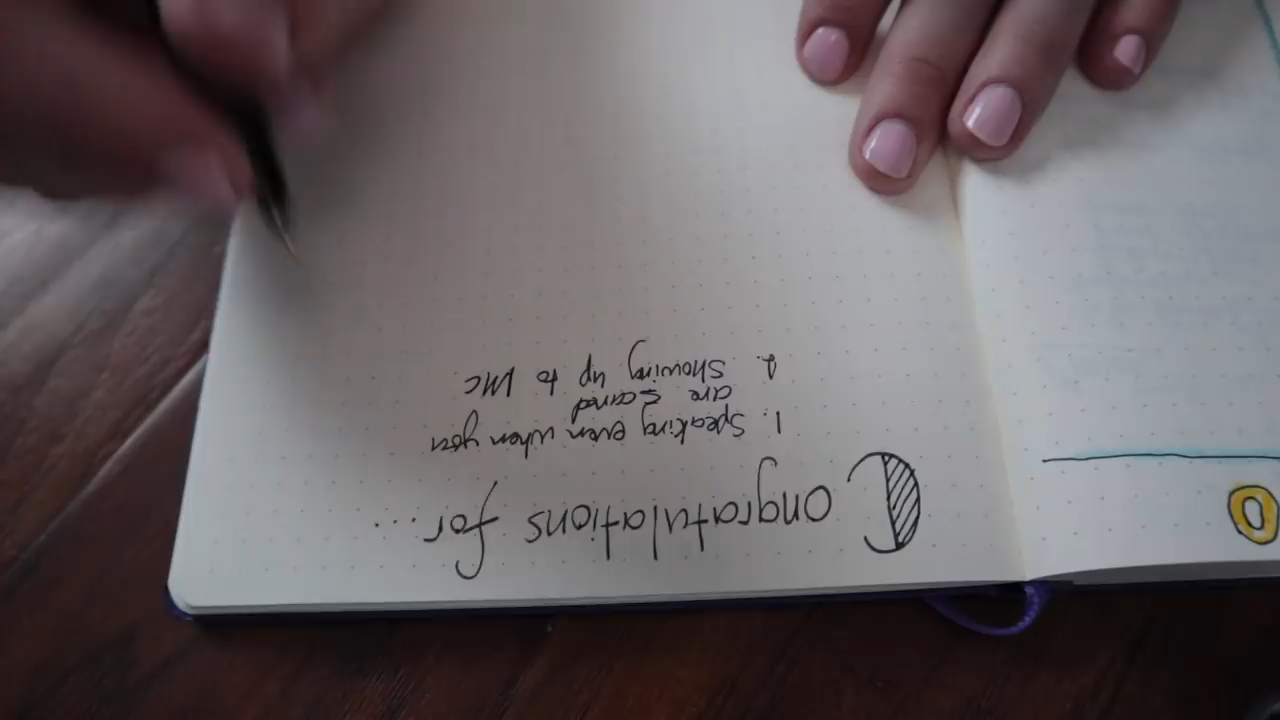 Congratulations for...
1. Speaking even when you
are scared
2. Showing up to MC
O